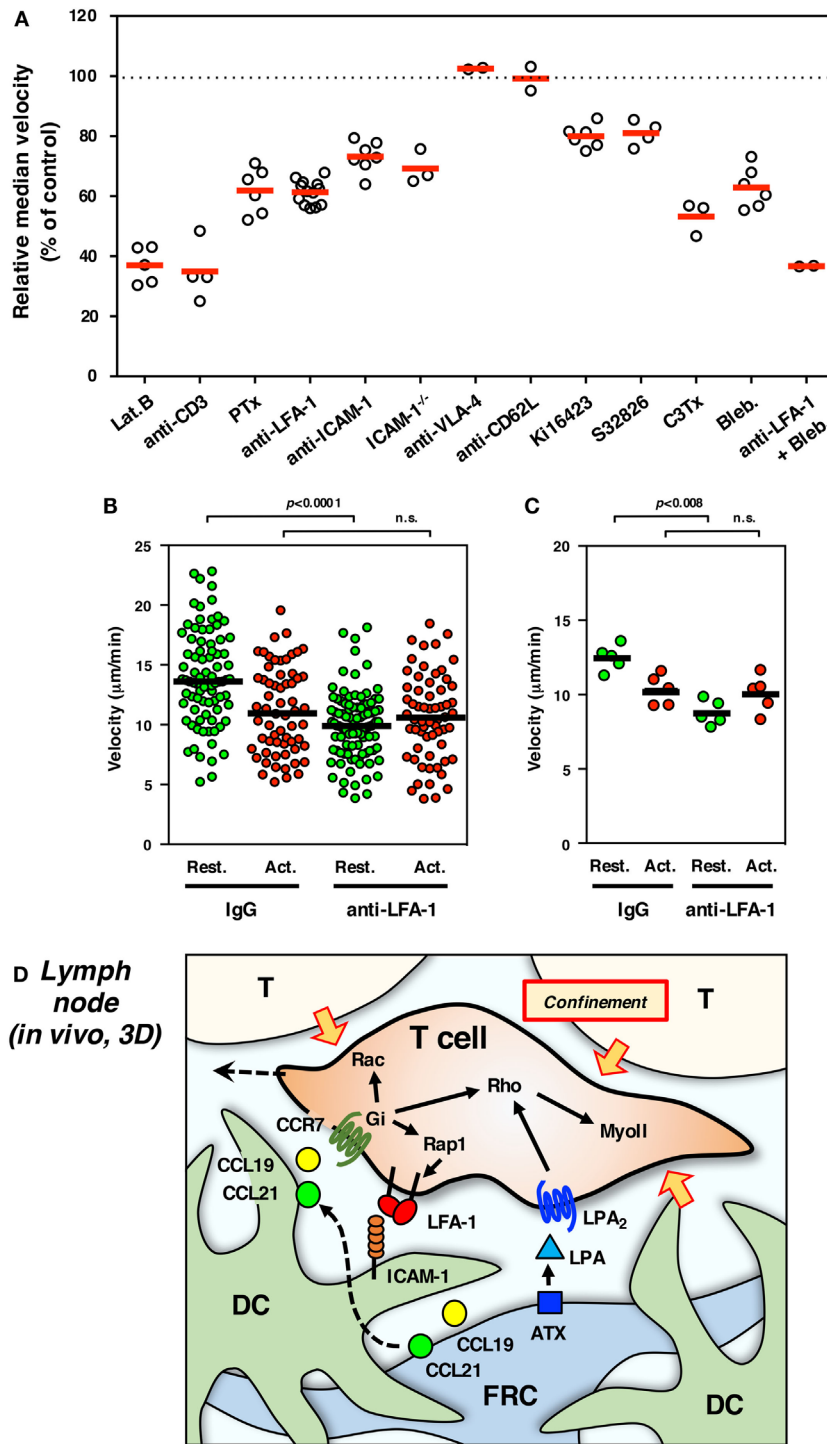 A
Relative median velocity
(% of control)
120
100
80
60
40
20
0
Lat.B
anti-CD3
PTx
anti-LFA-1
anti-ICAM-1
ICAM-1-/-
anti-VLA-4
anti-CD62L
Ki16423
S32826
C3Tx
Bleb.
anti-LFA-1
+ Bleb.
B
p<0.0001
n.s.
Velocity (μm/min)
25
20
15
10
5
0
Rest.
Act.
Rest.
Act.
IgG
anti-LFA-1
C
p<0.008
n.s.
Velocity (μm/min)
20
15
10
5
0
Rest.
Act.
Rest.
Act.
IgG
anti-LFA-1
D
Lymph
node
(in vivo, 3D)
T
Confinement
T
T cell
Rac
Rho
Gi
CCR7
MyoII
Rap1
CCL19
CCL21
LFA-1
LPA2
LPA
ICAM-1
DC
ATX
CCL19
CCL21
FRC
DC